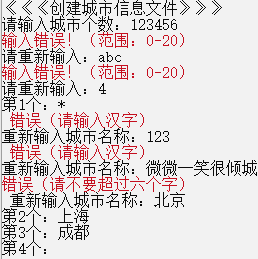 《《《创建城市信息文件》》》
请输入城市个数：123456
输入错误！（范围：0-20）
请重新输入：abc
输入错误！（范围：0-20）
请重新输入：4
第1个：*
错误（请输入汉字）
重新输入城市名称：123
错误（请输入汉字）
重新输入城市名称：微微一笑很倾城
错误（请不要超过六个字）
重新输入城市名称：北京
第2个：上海
第3个：成都
第4个：